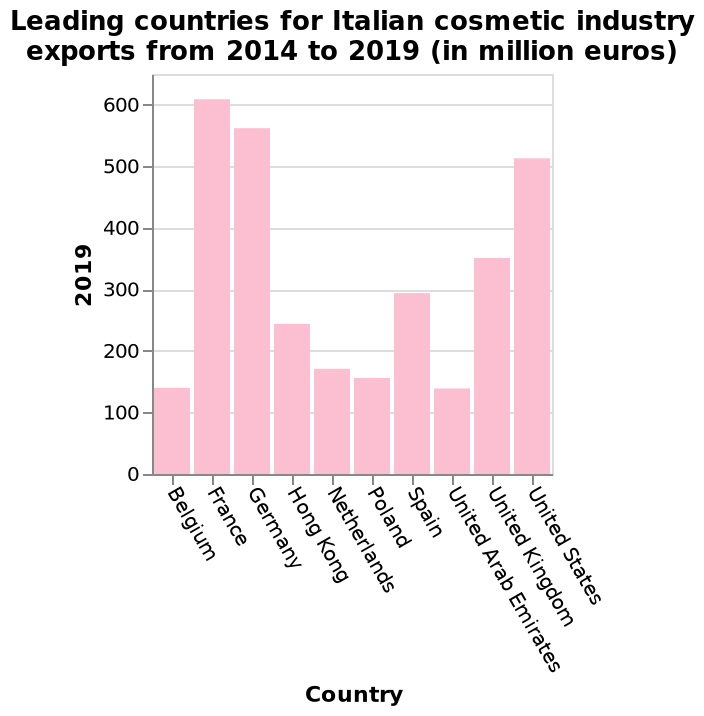 Leading countries for Italian cosmetic industry
exports from 2014 to 2019 (in million euros)
600
500
400
300
200
100
0
2019
Belgium
France
Germany
Hong Kong
Netherlands
Poland
Spain
United Arab Emirates
United Kingdom
United States
Country